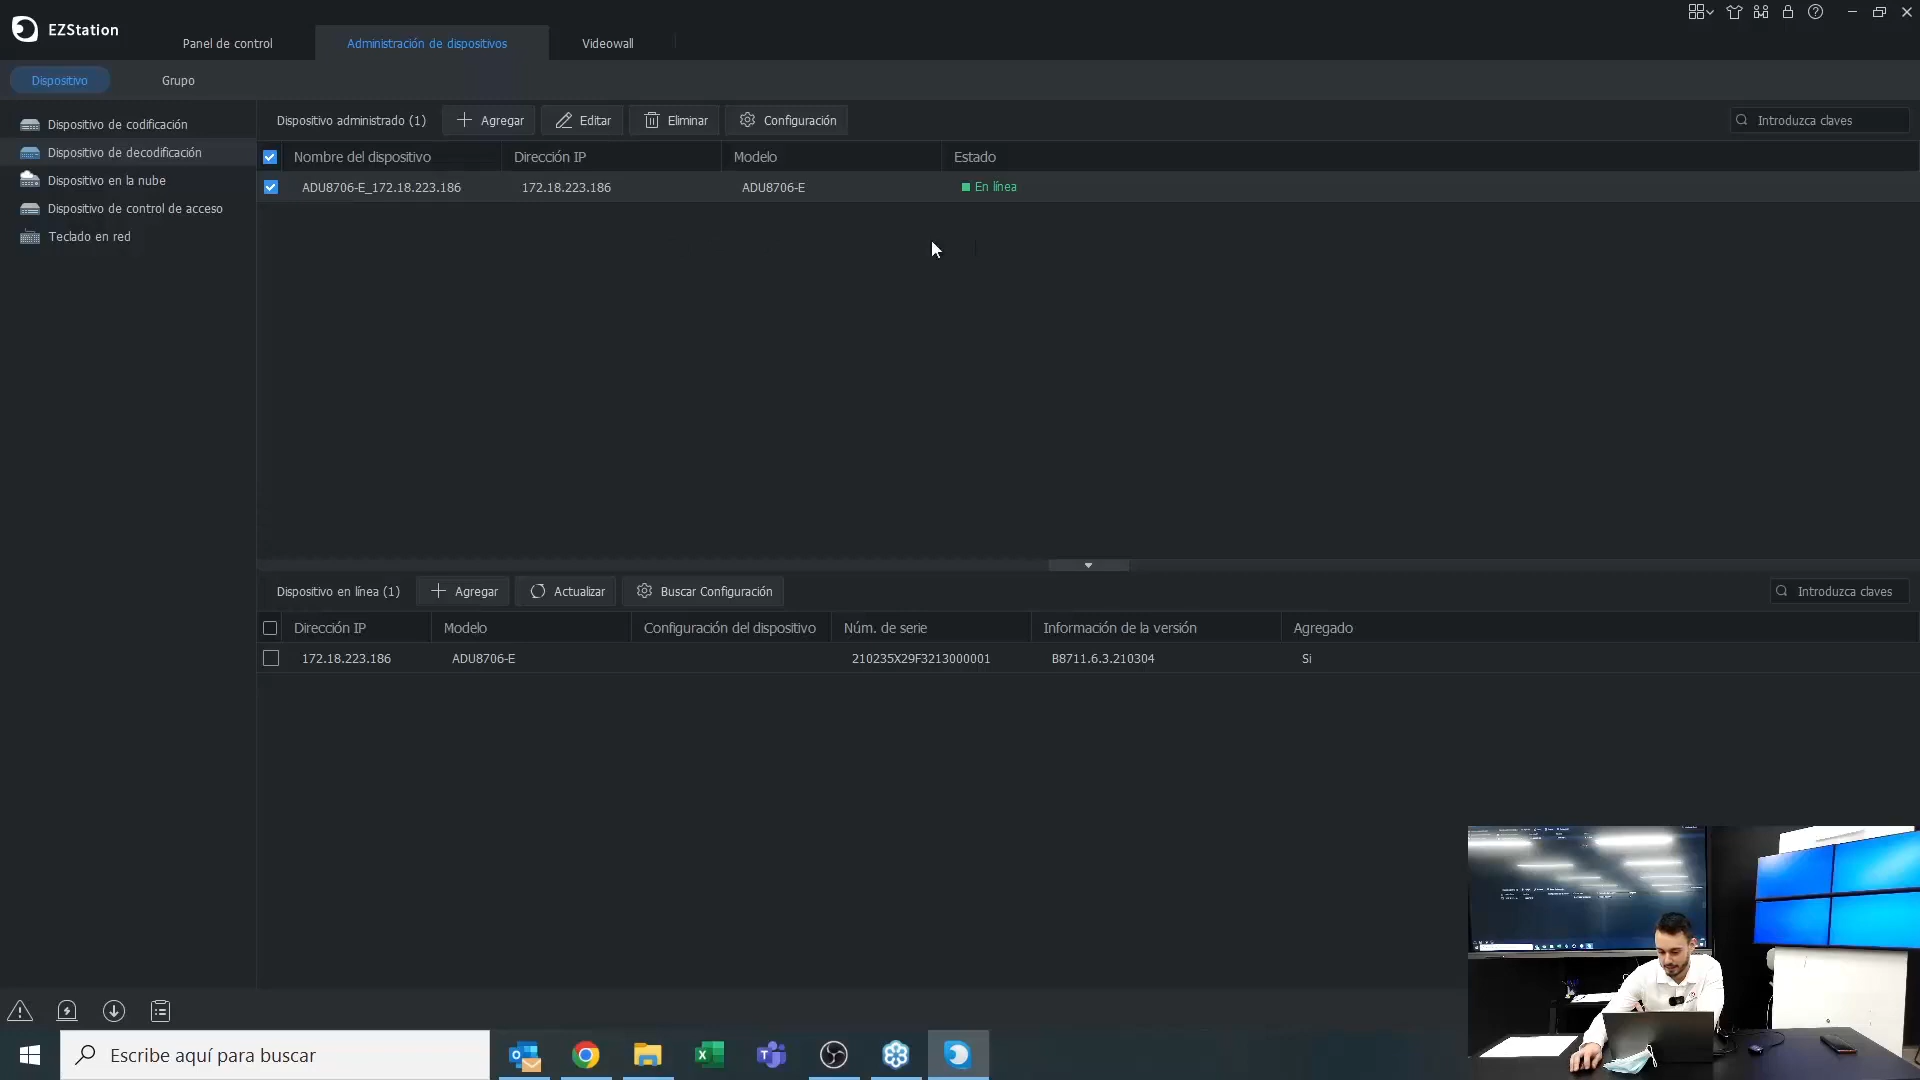 EZStation
Panel de control
Administración de dispositivos
Videowall
Dispositivo
Grupo
Dispositivo de codificación
Dispositivo de decodificación
Dispositivo en la nube
Dispositivo de control de acceso
Teclado en red
Dispositivo administrado (1)
Agregar
Editar
Eliminar
Configuración
Introduzca claves
Nombre del dispositivo
Dirección IP
Modelo
Estado
ADU8706-E_172.18.223.186
172.18.223.186
ADU8706-E
En línea
Dispositivo en línea (1)
Agregar
Actualizar
Buscar Configuración
Introduzca claves
Dirección IP
Modelo
Configuración del dispositivo
Núm. de serie
Información de la versión
Agregado
172.18.223.186
ADU8706-E
210235X29F3213000001
B8711.6.3.210304
Si
Escribe aquí para buscar